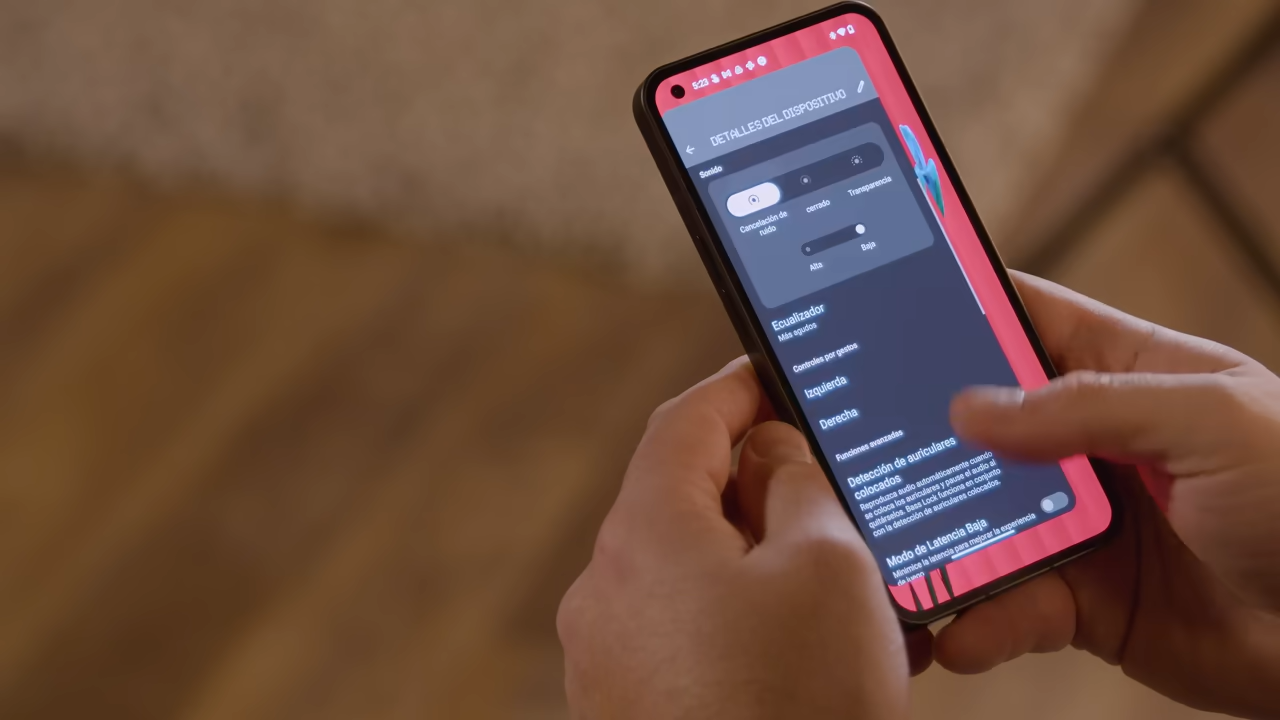 5:23
DETALLES DEL DISPOSITIVO
Sonido
Cancelación de
ruido
cerrado
Transparencia
Alta
Baja
Ecualizador
Más agudos
Controles por gestos
Izquierda
Derecha
Funciones avanzadas
Detección de auriculares
colocados
Reproduzca audio automáticamente cuando
se coloca los auriculares y pause el audio al
quitárselos. Bass Lock funciona en conjunto
con la detección de auriculares colocados.
Modo de Latencia Baja
Minimice la latencia para mejorar la experiencia
de juego